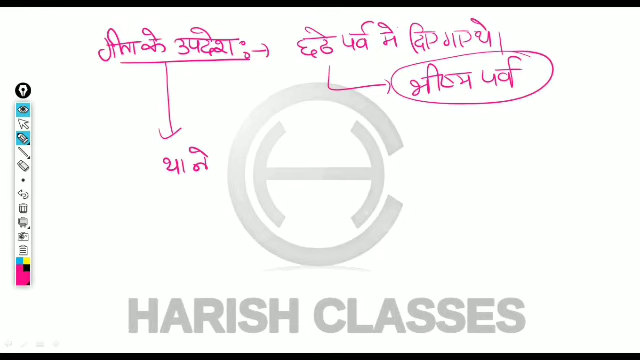 गीता के उपदेश :→ छठे पर्व मे दिए गए थे।
भीष्म पर्व
था ने
HARISH CLASSES